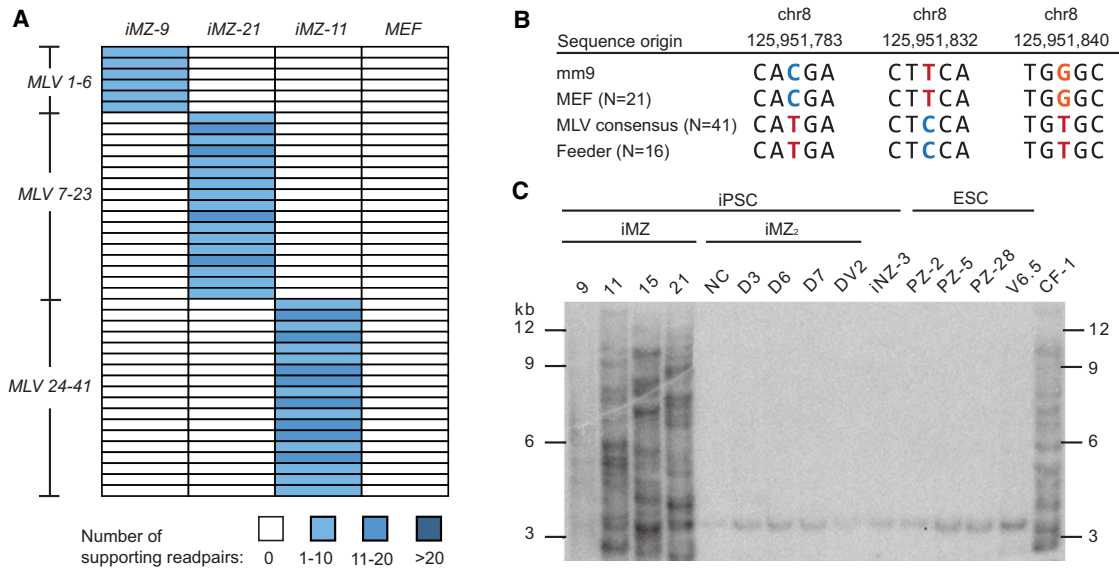 A
iMZ-9 iMZ-21 iMZ-11 MEF
MLV 1-6
MLV 7-23
MLV 24-41
Number of
supporting readpairs: 0 1-10 11-20 >20
B
chr8 chr8 chr8
Sequence origin 125,951,783 125,951,832 125,951,840
mm9 CACGA CTTCA TGGGC
MEF (N=21) CACGA CTTCA TGGGC
MLV consensus (N=41) CATGA CTCCA TGTGC
Feeder (N=16) CATGA CTCCA TGTGC
C
iPSC ESC
iMZ iMZ₂
9 11 15 21 NC D3 D6 D7 DV2 iNZ-3 PZ-2 PZ-5 PZ-28 V6.5 CF-1
kb
12 12
9 9
6 6
3 3